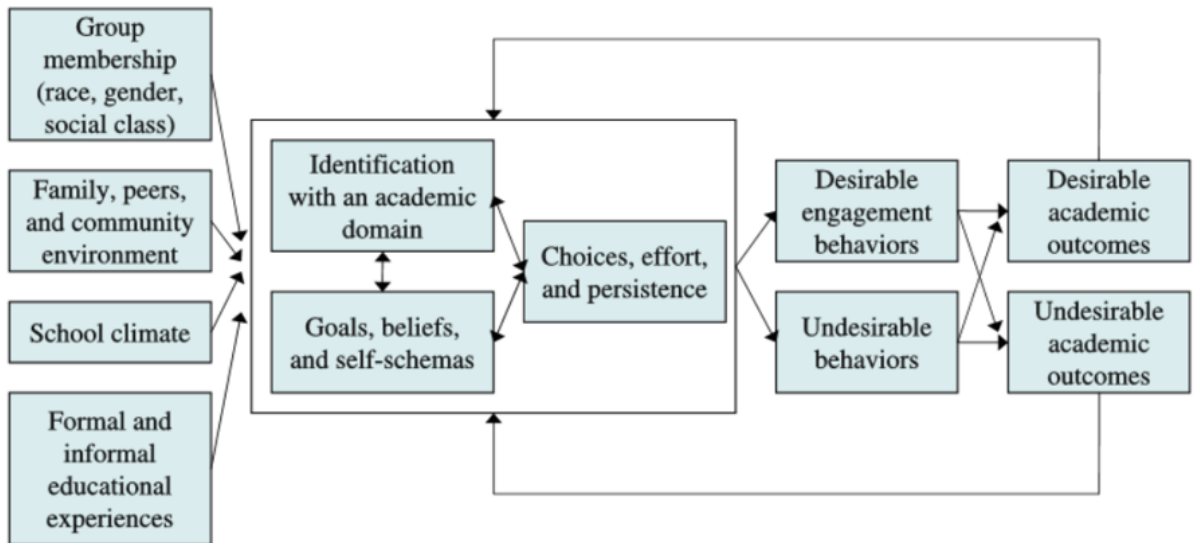 Group
membership
(race, gender,
social class)
Family, peers,
and community
environment
School climate
Formal and
informal
educational
experiences
Identification
with an academic
domain
Goals, beliefs,
and self-schemas
Choices, effort,
and persistence
Desirable
engagement
behaviors
Undesirable
behaviors
Desirable
academic
outcomes
Undesirable
academic
outcomes